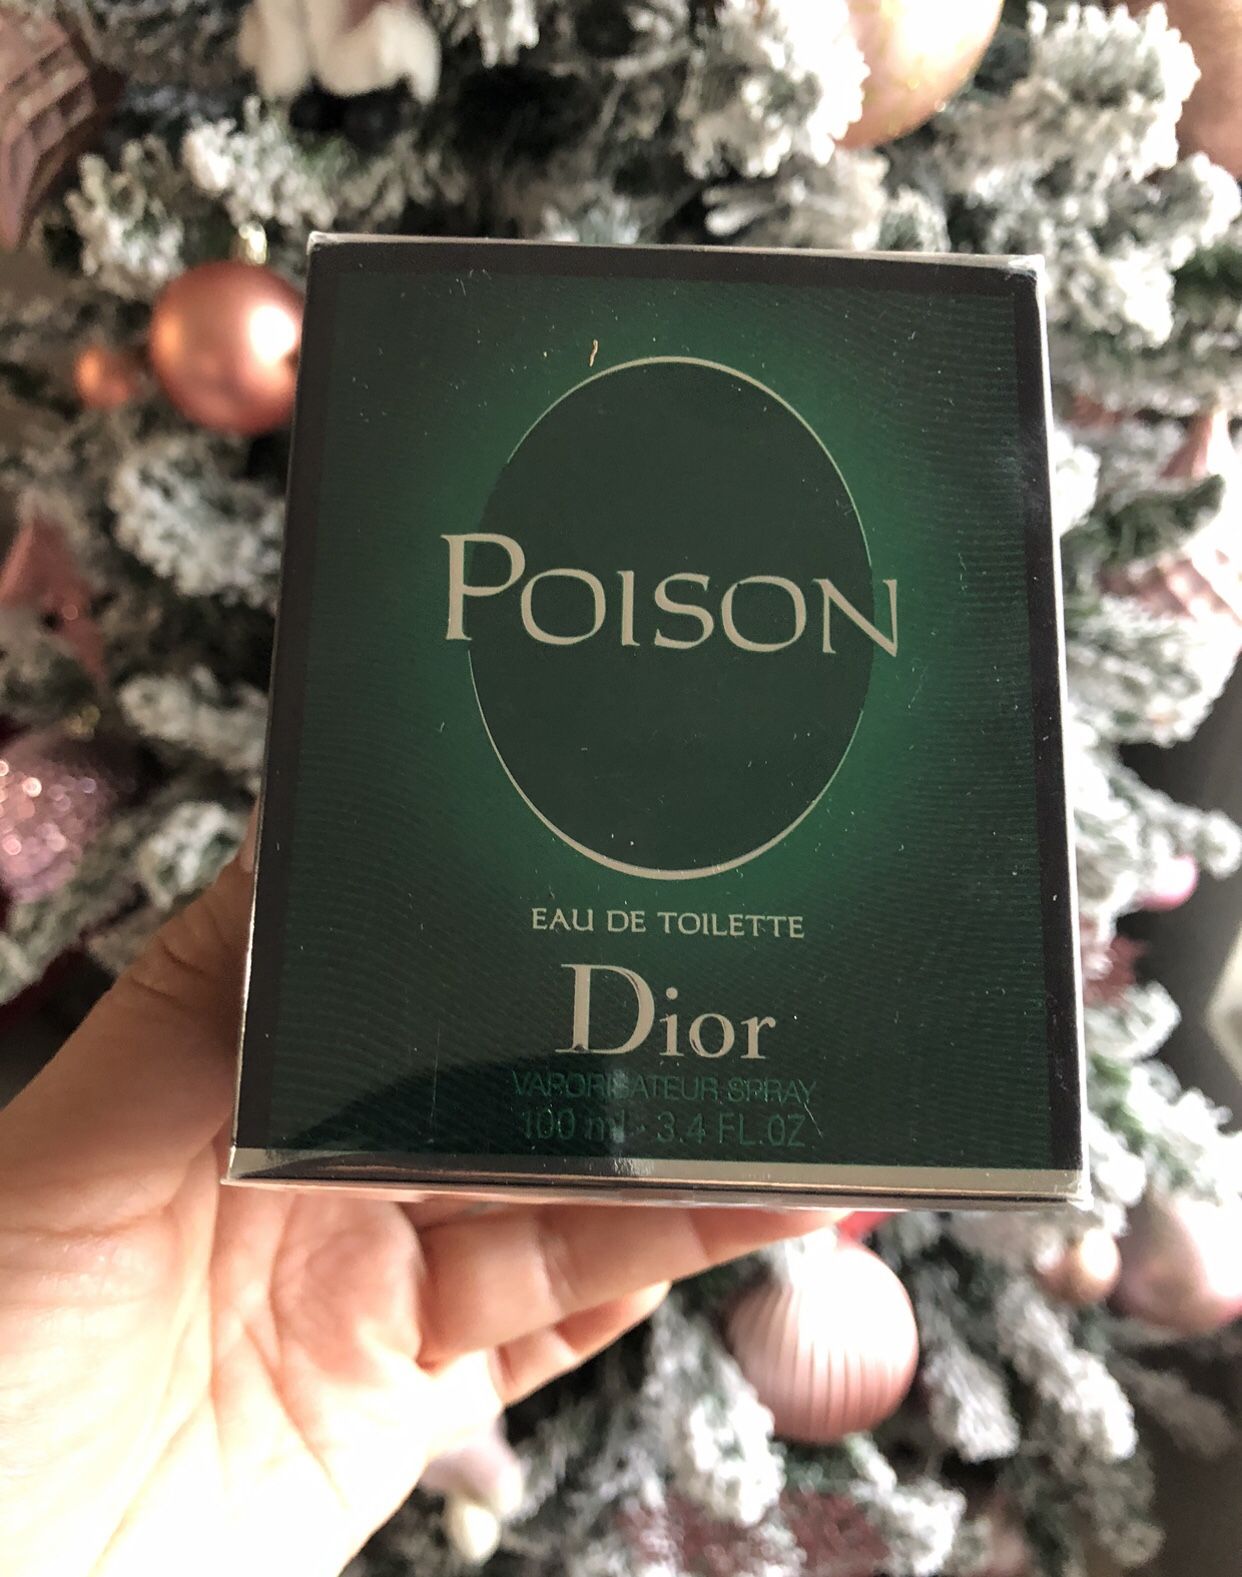 POISON
EAU DE TOILETTE
Dior
VAPORISATEUR SPRAY
100 ml - 3.4 FL.OZ